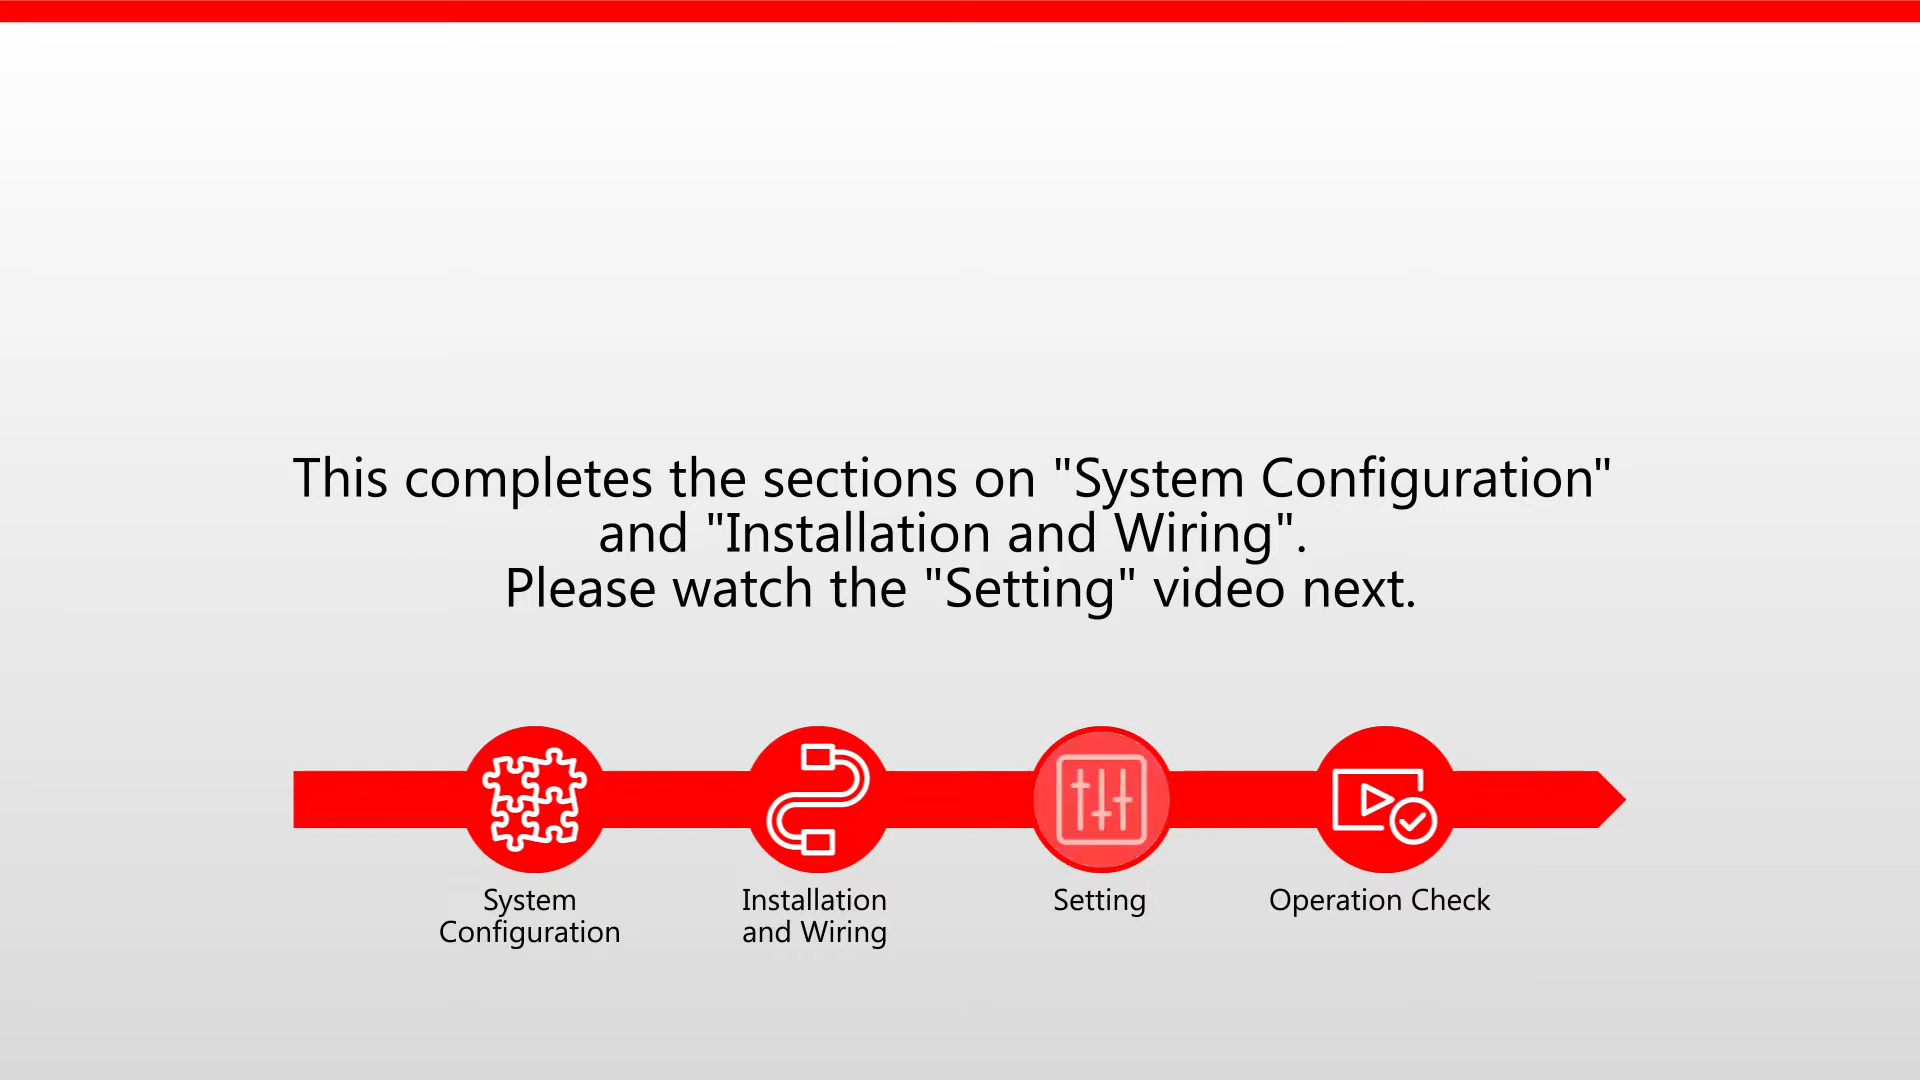 This completes the sections on "System Configuration"
and "Installation and Wiring".
Please watch the "Setting" video next.
System
Configuration
Installation
and Wiring
Setting
Operation Check